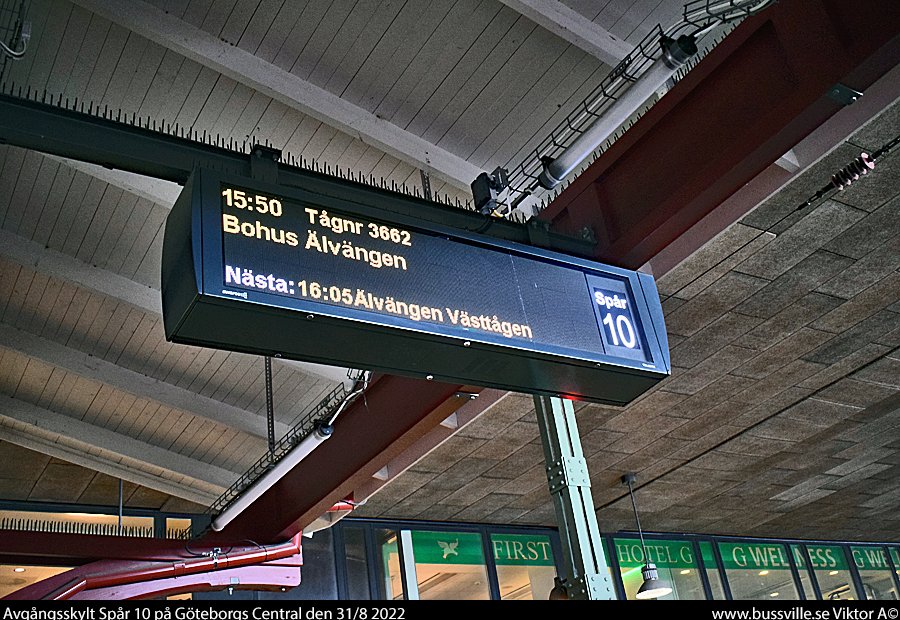 15:50 Tågnr 3662
Bohus Älvängen
Nästa: 16:05 Älvängen Västtågen
Spår
10
FIRST HOTEL G G WELLNESS G WE
Avgångsskylt Spår 10 på Göteborgs Central den 31/8 2022
www.bussville.se Viktor A©